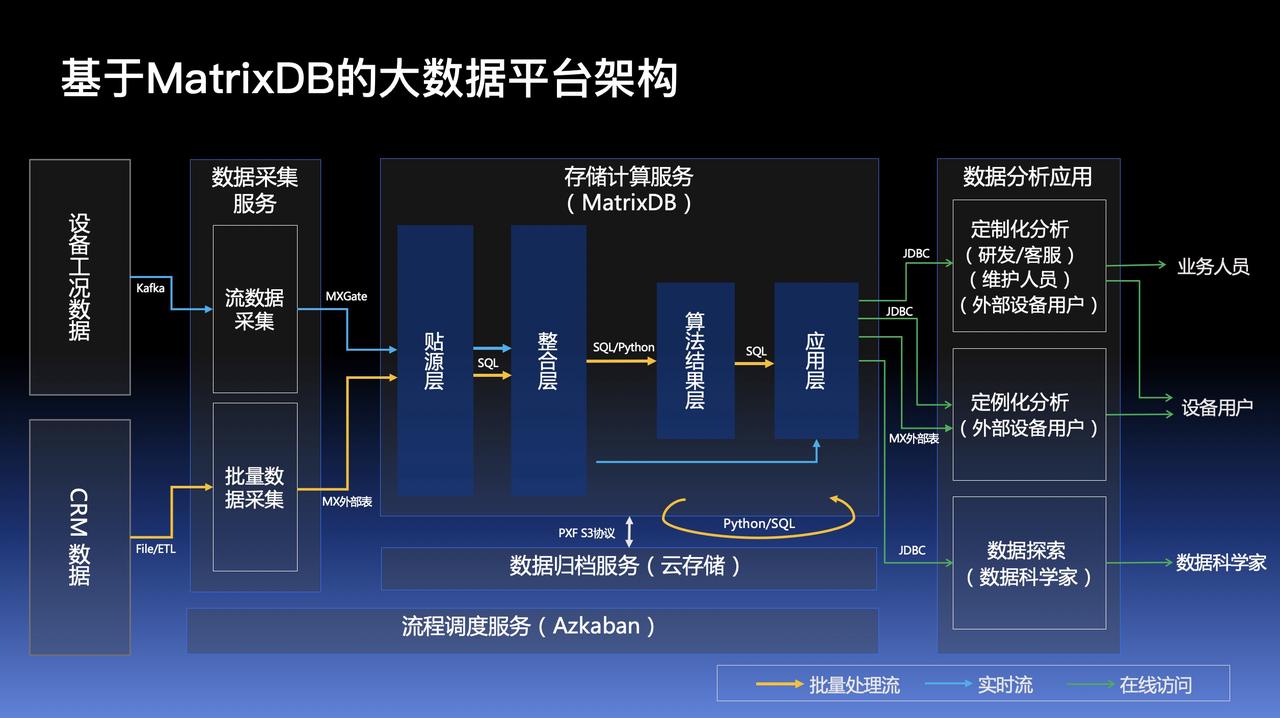 基于MatrixDB的大数据平台架构
设备工况数据
CRM 数据
Kafka
File/ETL
数据采集
服务
流数据
采集
批量数
据采集
MXGate
MX外部表
存储计算服务
（MatrixDB）
贴源层
SQL
整合层
SQL/Python
算法结果层
SQL
应用层
Python/SQL
PXF S3协议
数据归档服务（云存储）
流程调度服务（Azkaban）
JDBC
JDBC
MX外部表
JDBC
数据分析应用
定制化分析
（研发/客服）
（维护人员）
（外部设备用户）
定例化分析
（外部设备用户）
数据探索
（数据科学家）
业务人员
设备用户
数据科学家
批量处理流
实时流
在线访问